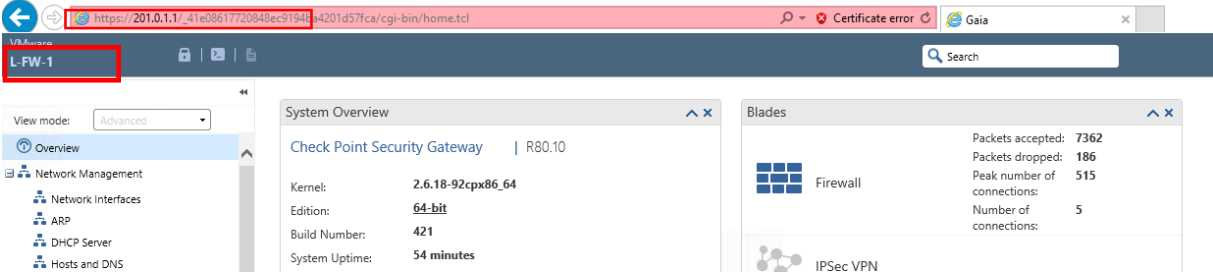 https://201.0.1.1/_41e08617720848ec9194ba4201d57fca/cgi-bin/home.tcl
Certificate error
Gaia
VMware
L-FW-1
Search
View mode: Advanced
Overview
Network Management
Network Interfaces
ARP
DHCP Server
Hosts and DNS
System Overview
Check Point Security Gateway | R80.10
Kernel: 2.6.18-92cpx86_64
Edition: 64-bit
Build Number: 421
System Uptime: 54 minutes
Blades
Firewall
Packets accepted: 7362
Packets dropped: 186
Peak number of 515
connections:
Number of 5
connections:
IPSec VPN